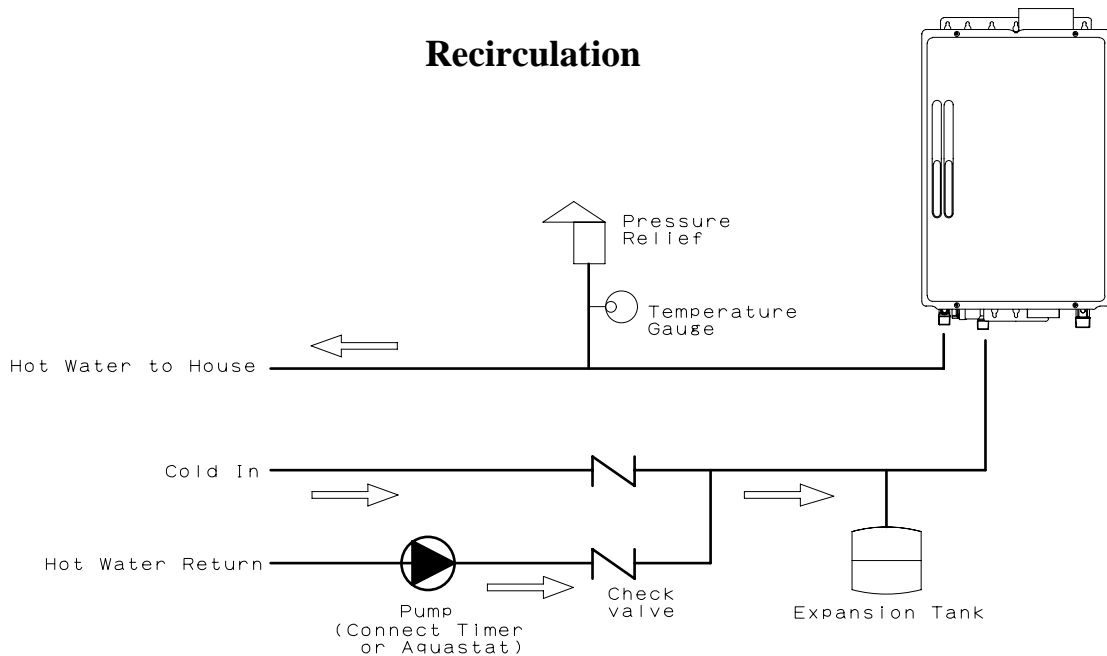 Recirculation
Pressure
Relief
Temperature
Gauge
Hot Water to House
Cold In
Hot Water Return
Check
valve
Pump
(Connect Timer
or Aquastat)
Expansion Tank